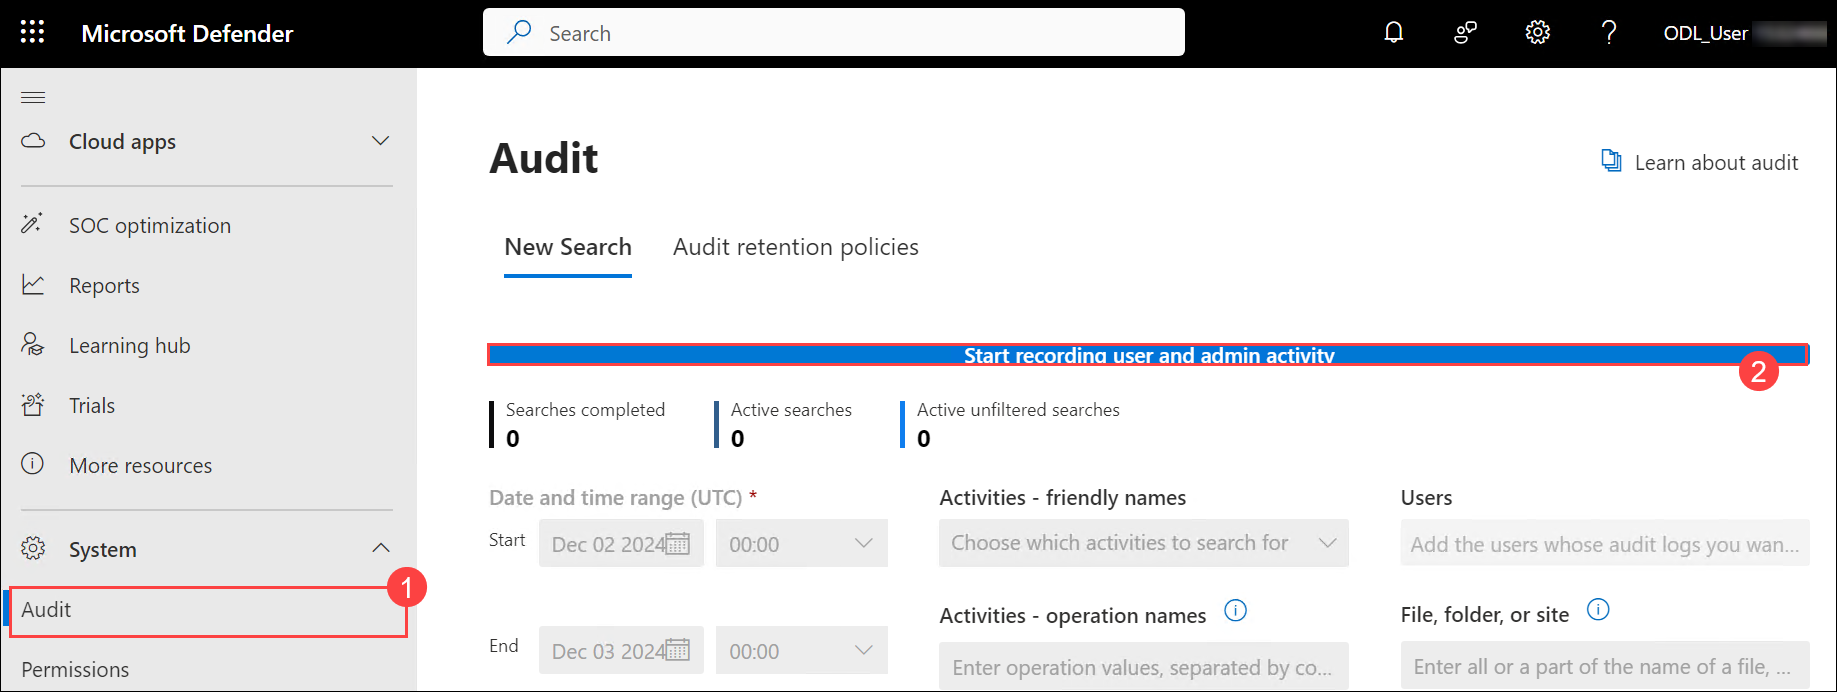 Microsoft Defender
Search
ODL_User
Cloud apps
SOC optimization
Reports
Learning hub
Trials
More resources
System
1
Audit
Permissions
Audit
Learn about audit
New Search
Audit retention policies
Start recording user and admin activity
2
Searches completed
0
Active searches
0
Active unfiltered searches
0
Date and time range (UTC) *
Start
Dec 02 2024
00:00
End
Dec 03 2024
00:00
Activities - friendly names
Choose which activities to search for
Activities - operation names
Enter operation values, separated by co...
Users
Add the users whose audit logs you wan...
File, folder, or site
Enter all or a part of the name of a file, ...